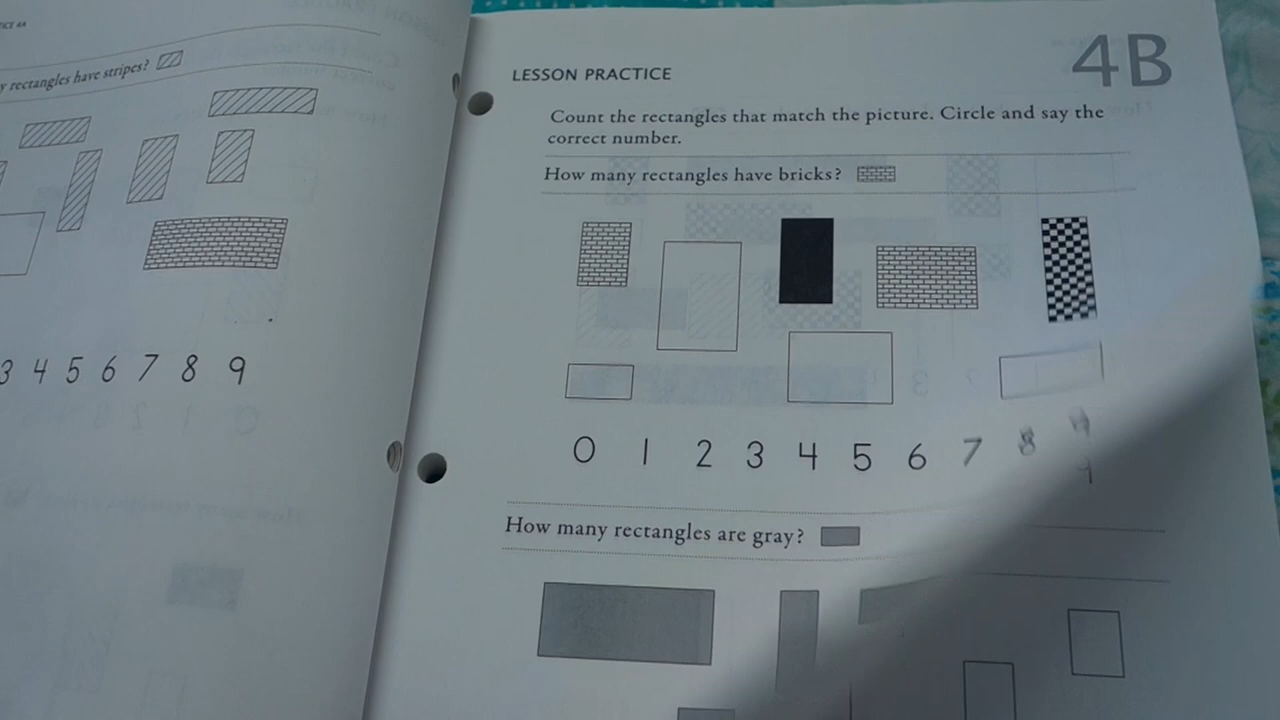 rectangles have stripes?
3 4 5 6 7 8 9
LESSON PRACTICE
4B
Count the rectangles that match the picture. Circle and say the
correct number.
How many rectangles have bricks?
0 1 2 3 4 5 6 7 8 9
How many rectangles are gray?